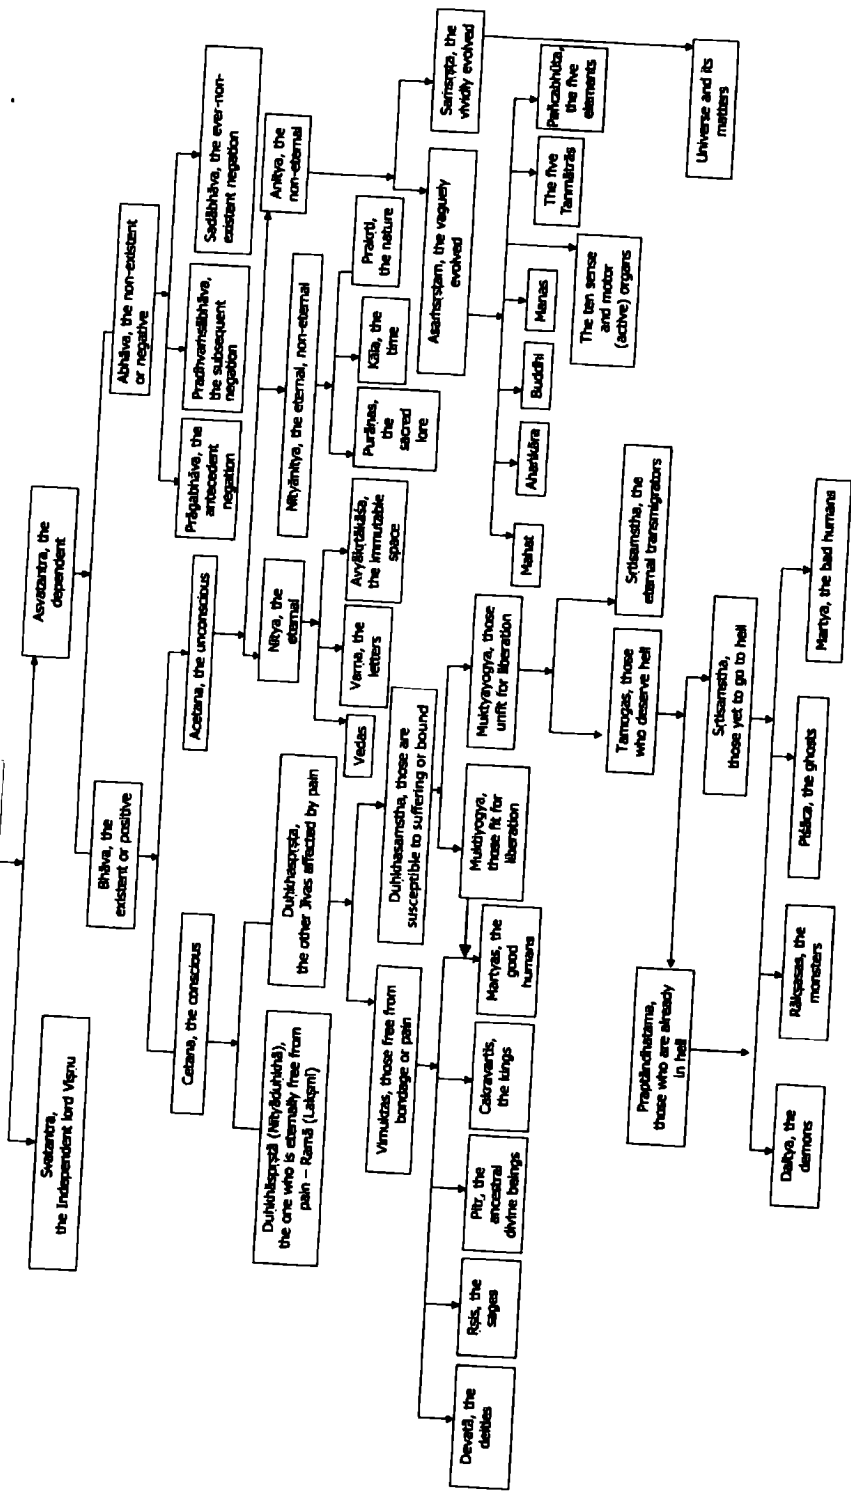 Svatantra,
the Independent lord Viṣṇu
Asvatantra, the
dependent
Bhāva, the
existent or positive
Abhāva, the non-existent
or negative
Cetana, the conscious
Acetana, the unconscious
Prāgabhāva, the
antecedent
negation
Pradhvaṁsābhāva,
the subsequent
negation
Sadābhāva, the ever-non-
existent negation
Duḥkhāspṛṣṭā (Nityāduḥkhā),
the one who is eternally free from
pain – Ramā (Lakṣmī)
Duḥkhaspṛṣṭa,
the other Jīvas affected by pain
Nitya, the
eternal
Nityānitya, the eternal, non-eternal
Anitya, the
non-eternal
Vedas
Varṇa, the
letters
Avyākṛtākāśa,
the immutable
space
Purāṇas,
the
sacred
lore
Kāla, the
time
Prakṛti,
the nature
Vimuktas, those free from
bondage or pain
Duḥkhasaṁstha, those are
susceptible to suffering or bound
Asaṁsṛṣṭam, the vaguely
evolved
Saṁsṛṣṭa, the
vividly evolved
Devatā, the
deities
Ṛṣis, the
sages
Pitṛ, the
ancestral
divine beings
Cakravartis,
the kings
Martyas, the
good
humans
Muktiyogya,
those fit for
liberation
Muktyayogya, those
unfit for liberation
Mahat
Ahaṅkāra
Buddhi
Manas
The ten sense
and motor
(active) organs
The five
Tanmātrās
Pañcabhūta,
the five
elements
Universe and its
matters
Tamogas, those
who deserve hell
Sṛtisaṁstha, the
eternal transmigrators
Praptāndhatama,
those who are already
in hell
Sṛtisaṁstha,
those yet to go to hell
Daitya, the
demons
Rākṣasas, the
monsters
Piśāca, the ghosts
Martya, the bad humans